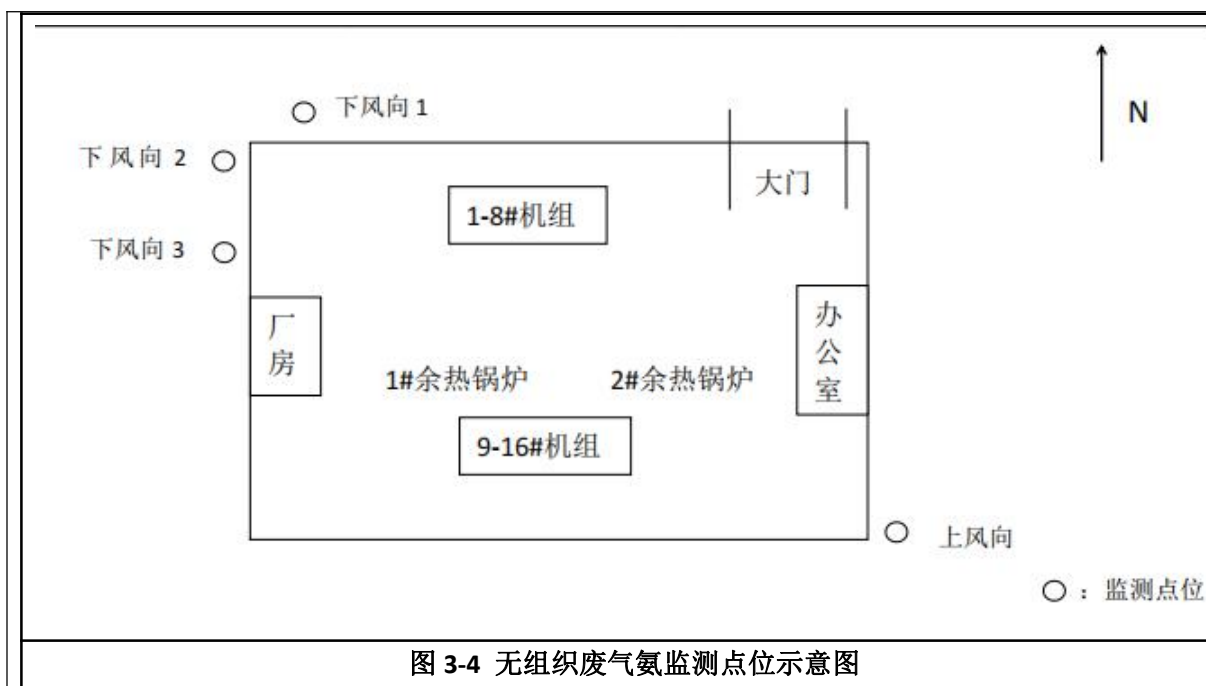 下风向 1
N
下风向 2
大门
1-8#机组
下风向 3
厂房
办公室
1#余热锅炉
2#余热锅炉
9-16#机组
上风向
○：监测点位
图 3-4 无组织废气氨监测点位示意图